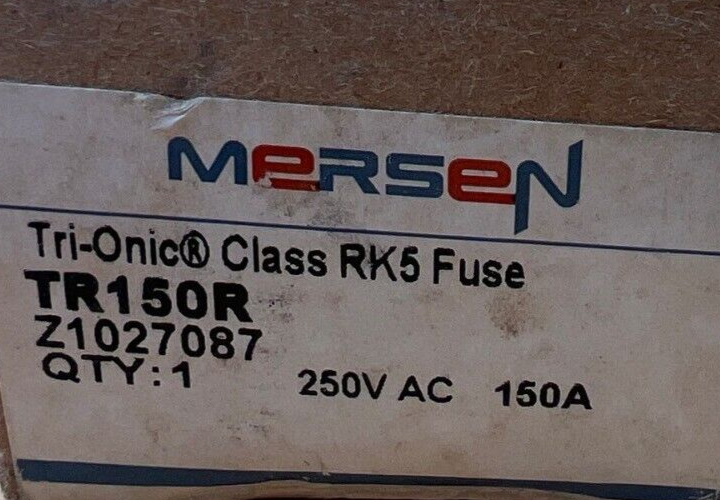 MERSEN
Tri-Onic® Class RK5 Fuse
TR150R
Z1027087
QTY: 1
250V AC 150A